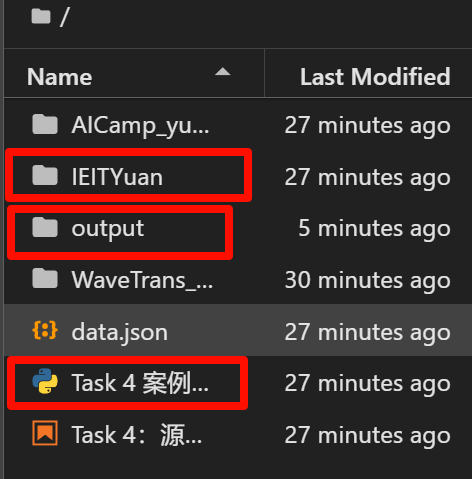 /
Name Last Modified
AICamp_yu... 27 minutes ago
IEITYuan 27 minutes ago
output 5 minutes ago
WaveTrans_... 30 minutes ago
data.json 27 minutes ago
Task 4 案例... 27 minutes ago
Task 4：源... 27 minutes ago